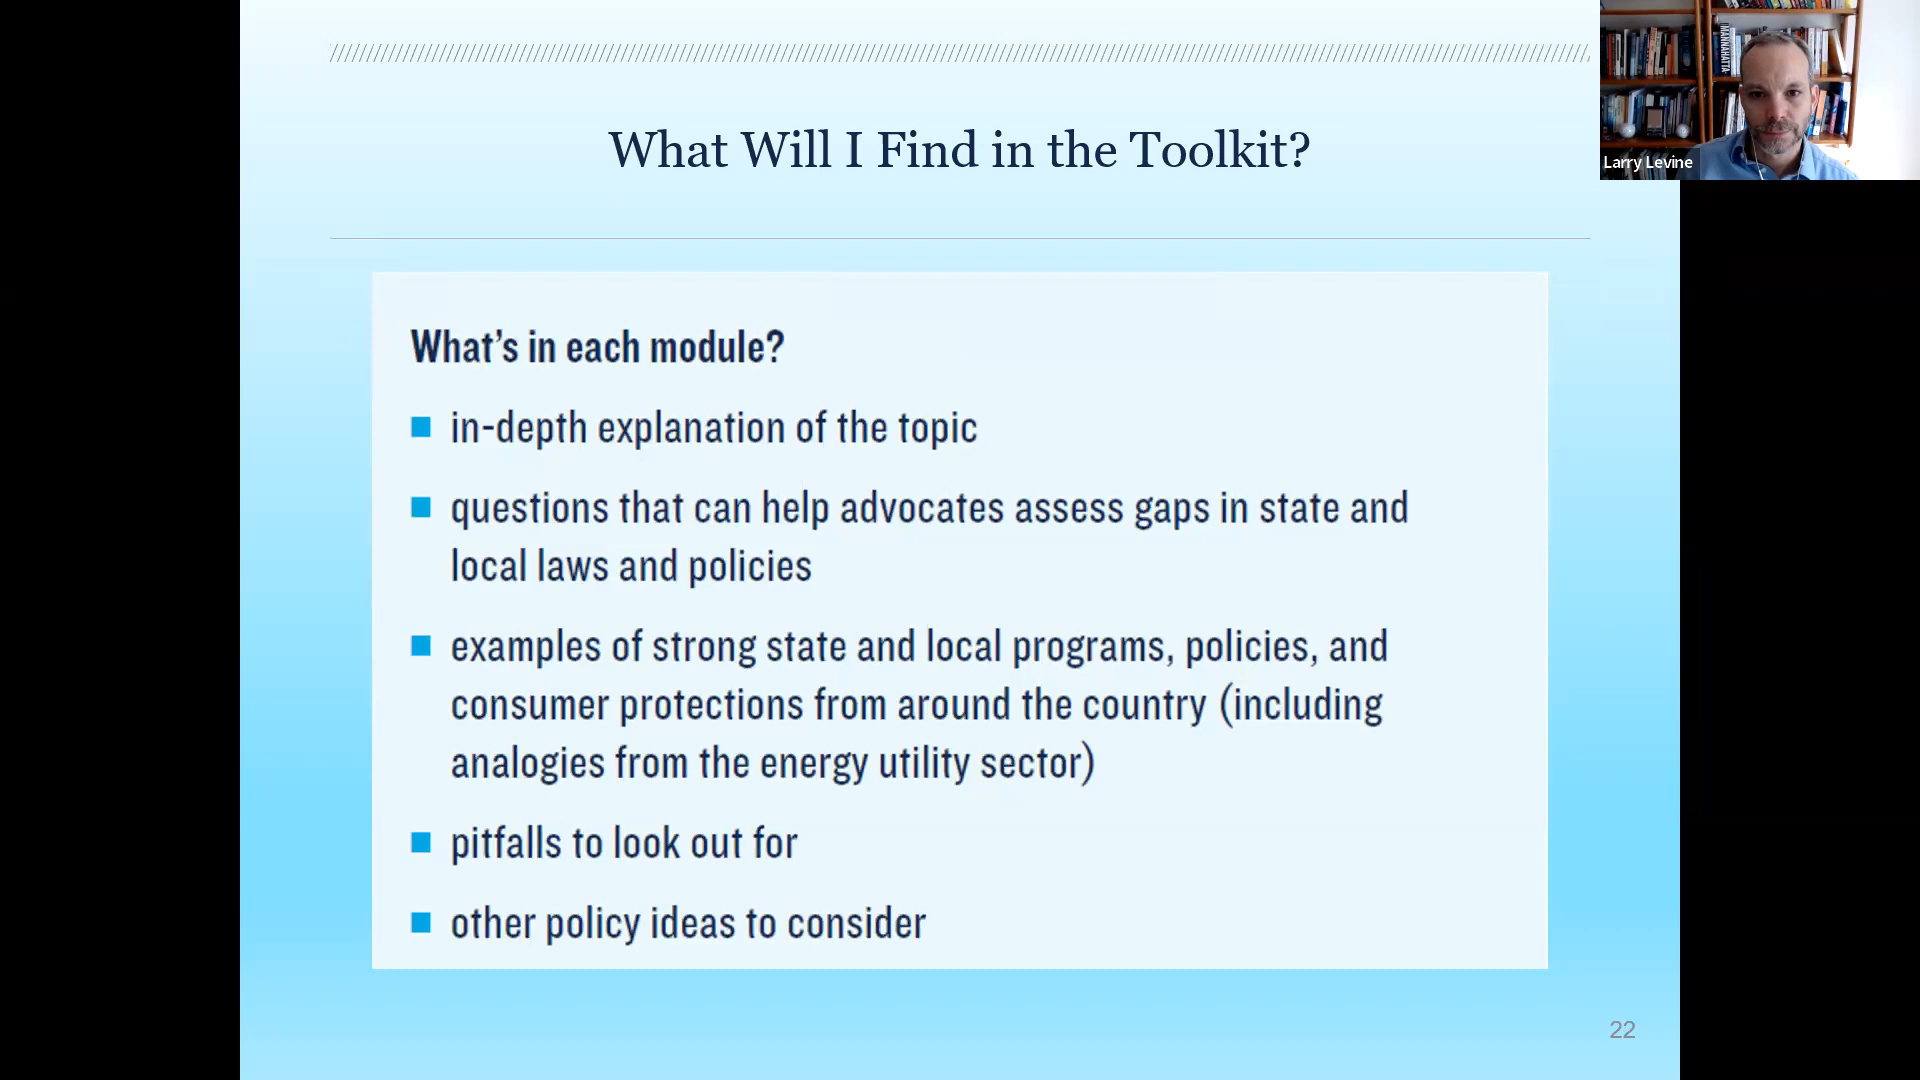 What Will I Find in the Toolkit?
MANNAHATTA
Larry Levine
What's in each module?
in-depth explanation of the topic
questions that can help advocates assess gaps in state and
local laws and policies
examples of strong state and local programs, policies, and
consumer protections from around the country (including
analogies from the energy utility sector)
pitfalls to look out for
other policy ideas to consider
22